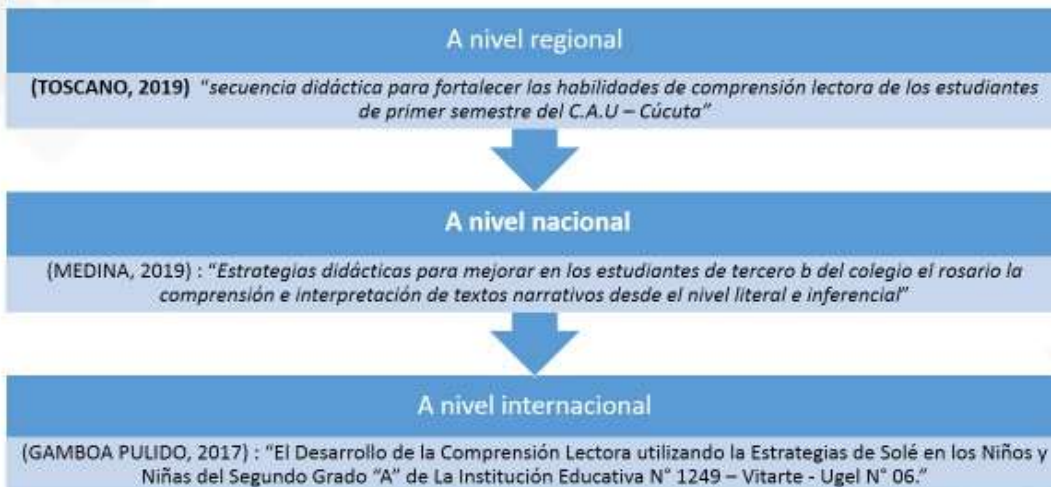 A nivel regional
(TOSCANO, 2019) "secuencia didáctica para fortalecer las habilidades de comprensión lectora de los estudiantes
de primer semestre del C.A.U – Cúcuta"
A nivel nacional
(MEDINA, 2019) : "Estrategias didácticas para mejorar en los estudiantes de tercero b del colegio el rosario la
comprensión e interpretación de textos narrativos desde el nivel literal e inferencial"
A nivel internacional
(GAMBOA PULIDO, 2017) : "El Desarrollo de la Comprensión Lectora utilizando la Estrategias de Solé en los Niños y
Niñas del Segundo Grado "A" de La Institución Educativa N° 1249 – Vitarte - Ugel N° 06."